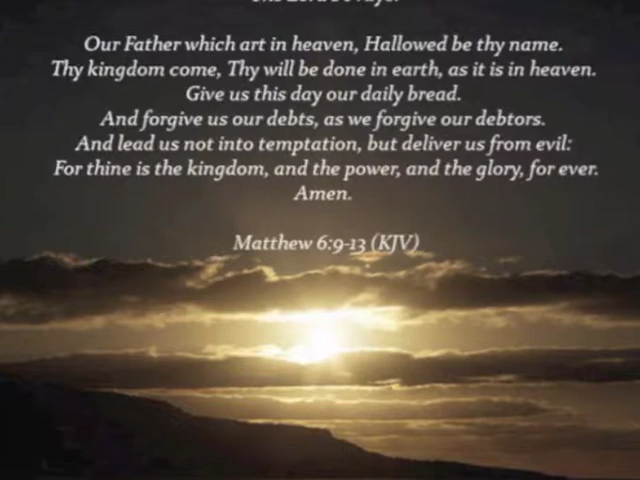 Our Father which art in heaven, Hallowed be thy name.
Thy kingdom come, Thy will be done in earth, as it is in heaven.
Give us this day our daily bread.
And forgive us our debts, as we forgive our debtors.
And lead us not into temptation, but deliver us from evil:
For thine is the kingdom, and the power, and the glory, for ever.
Amen.
Matthew 6:9-13 (KJV)